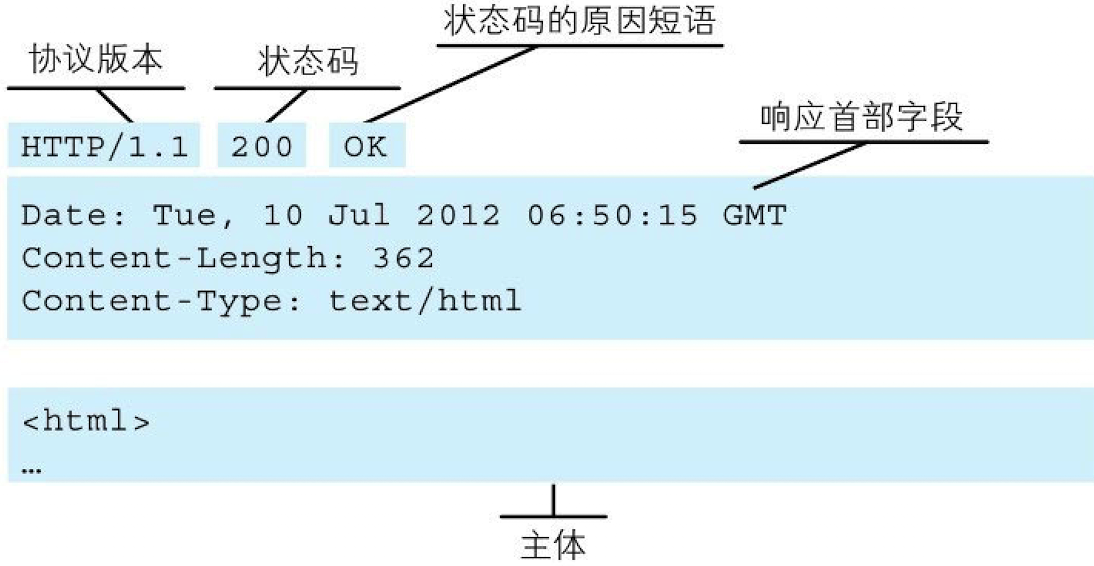 状态码的原因短语
协议版本 状态码
响应首部字段
HTTP/1.1 200 OK
Date: Tue, 10 Jul 2012 06:50:15 GMT
Content-Length: 362
Content-Type: text/html
<html>
…
主体